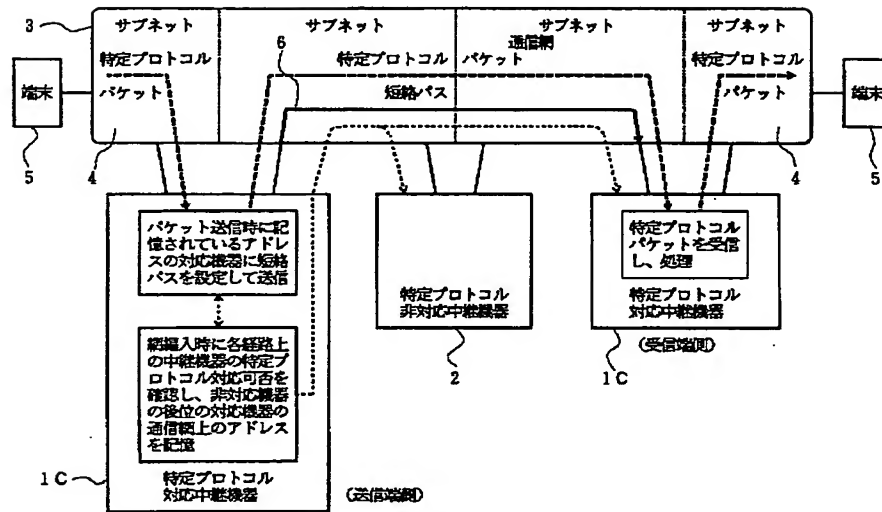 3
サブネット
サブネット
サブネット
サブネット
通信網
特定プロトコル
6
特定プロトコル
パケット
特定プロトコル
端末
パケット
短絡パス
パケット
端末
5
4
4
5
パケット送信時に記
憶されているアドレ
スの対応機器に短絡
パスを設定して送信
特定プロトコル
パケットを受信
し、処理
特定プロトコル
非対応中継機器
特定プロトコル
対応中継機器
網編入時に各経路上
の中継機器の特定プ
ロトコル対応可否を
確認し、非対応機器
の後位の対応機器の
通信網上のアドレス
を記憶
2
1C
(受信端側)
1C
特定プロトコル
対応中継機器
(送信端側)